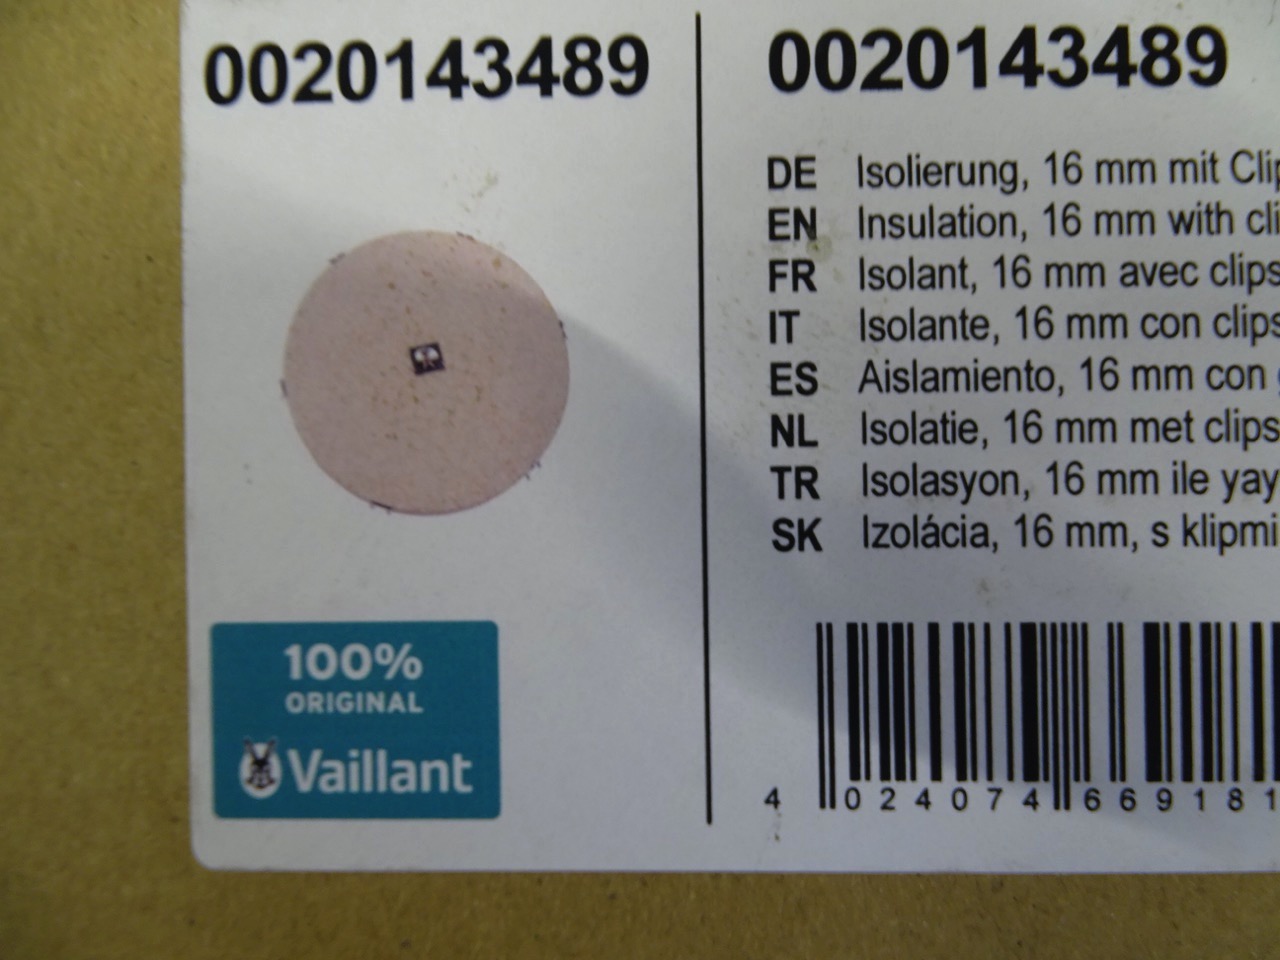 0020143489
100%
ORIGINAL
Vaillant
0020143489
DE Isolierung, 16 mm mit Clip
EN Insulation, 16 mm with cli
FR Isolant, 16 mm avec clips
IT Isolante, 16 mm con clips
ES Aislamiento, 16 mm con
NL Isolatie, 16 mm met clips
TR Isolasyon, 16 mm ile yay
SK Izolácia, 16 mm, s klipmi
4 024074 669181